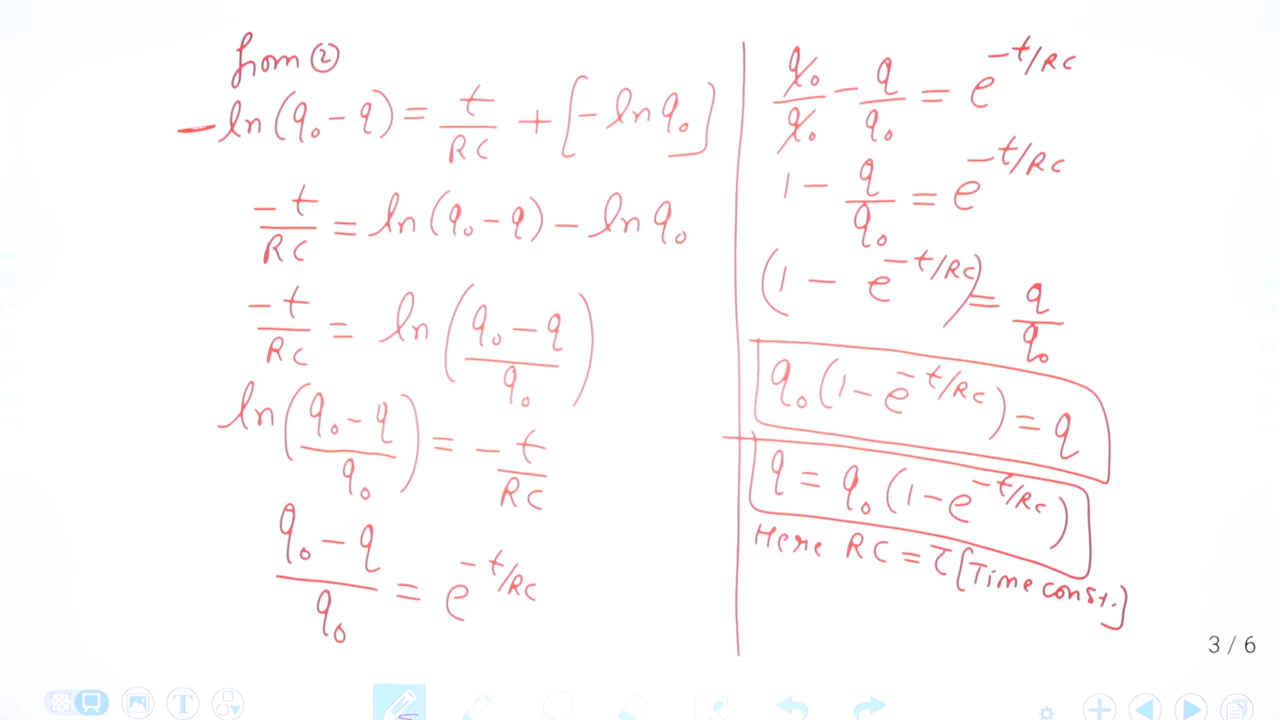 from ②
-ln(q₀ - q) = t/RC + [-ln q₀]
-t/RC = ln(q₀ - q) - ln q₀
-t/RC = ln((q₀ - q)/q₀)
ln((q₀ - q)/q₀) = -t/RC
(q₀ - q)/q₀ = e^(-t/RC)
q₀/q₀ - q/q₀ = e^(-t/RC)
1 - q/q₀ = e^(-t/RC)
(1 - e^(-t/RC)) = q/q₀
q₀(1 - e^(-t/RC)) = q
q = q₀(1 - e^(-t/RC))
Here RC = τ [Time const.]
3 / 6
T